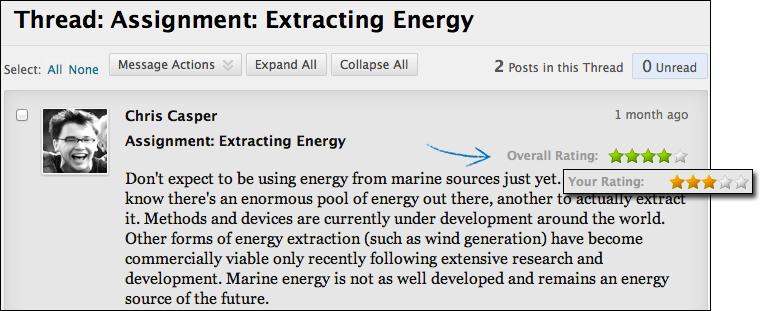 Thread: Assignment: Extracting Energy
Select: All None Message Actions Expand All Collapse All 2 Posts in this Thread 0 Unread
Chris Casper 1 month ago
Assignment: Extracting Energy
Overall Rating:
Your Rating:
Don't expect to be using energy from marine sources just yet.
know there's an enormous pool of energy out there, another to actually extract
it. Methods and devices are currently under development around the world.
Other forms of energy extraction (such as wind generation) have become
commercially viable only recently following extensive research and
development. Marine energy is not as well developed and remains an energy
source of the future.